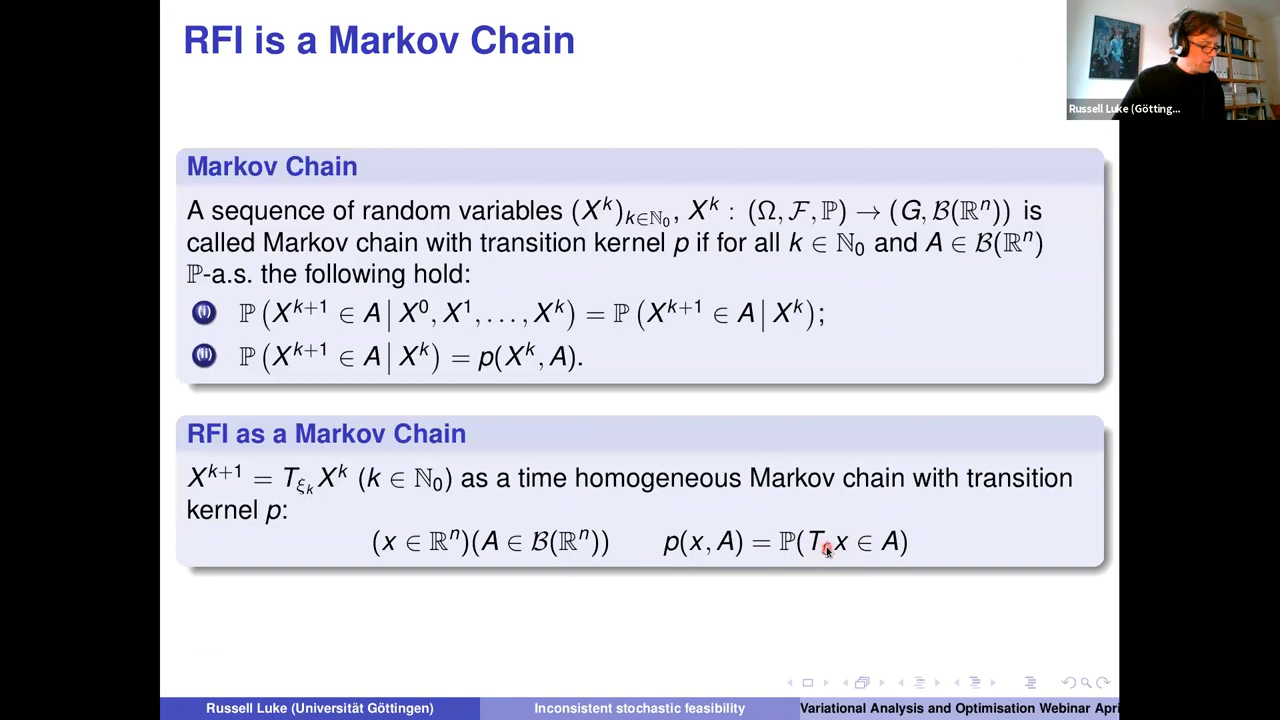 RFI is a Markov Chain
Russell Luke (Götting...
Markov Chain
A sequence of random variables (X^k)_{k∈ℕ_0}, X^k : (Ω, ℱ, ℙ) → (G, ℬ(ℝ^n)) is
called Markov chain with transition kernel p if for all k ∈ ℕ_0 and A ∈ ℬ(ℝ^n)
ℙ-a.s. the following hold:
(i) ℙ(X^{k+1} ∈ A | X^0, X^1, . . . , X^k) = ℙ(X^{k+1} ∈ A | X^k);
(ii) ℙ(X^{k+1} ∈ A | X^k) = p(X^k, A).
RFI as a Markov Chain
X^{k+1} = T_{ξ_k} X^k (k ∈ ℕ_0) as a time homogeneous Markov chain with transition
kernel p:
(x ∈ ℝ^n)(A ∈ ℬ(ℝ^n)) p(x, A) = ℙ(T x ∈ A)
Russell Luke (Universität Göttingen) Inconsistent stochastic feasibility Variational Analysis and Optimisation Webinar Apri